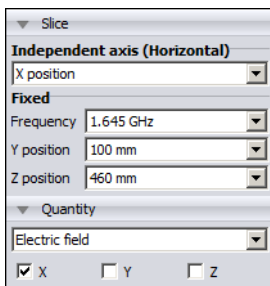 Slice
Independent axis (Horizontal)
X position
Fixed
Frequency 1.645 GHz
Y position 100 mm
Z position 460 mm
Quantity
Electric field
X Y Z